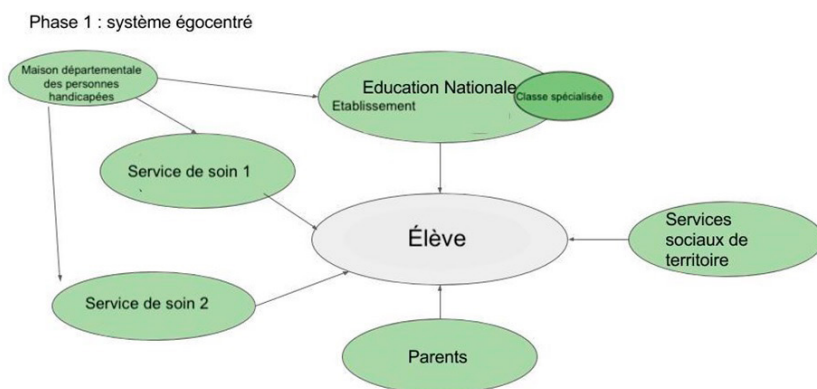 Phase 1 : système égocentré
Maison départementale
des personnes
handicapées
Education Nationale
Etablissement
Classe spécialisée
Service de soin 1
Élève
Services
sociaux de
territoire
Service de soin 2
Parents